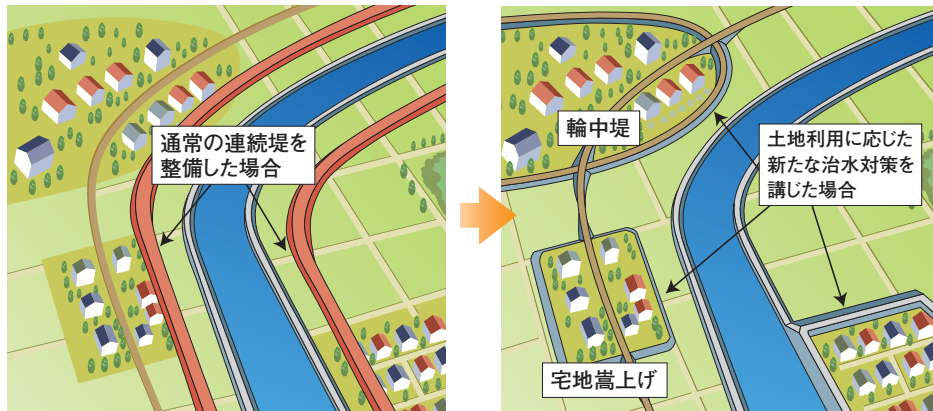 通常の連続堤を
整備した場合
輪中堤
土地利用に応じた
新たな治水対策を
講じた場合
宅地嵩上げ